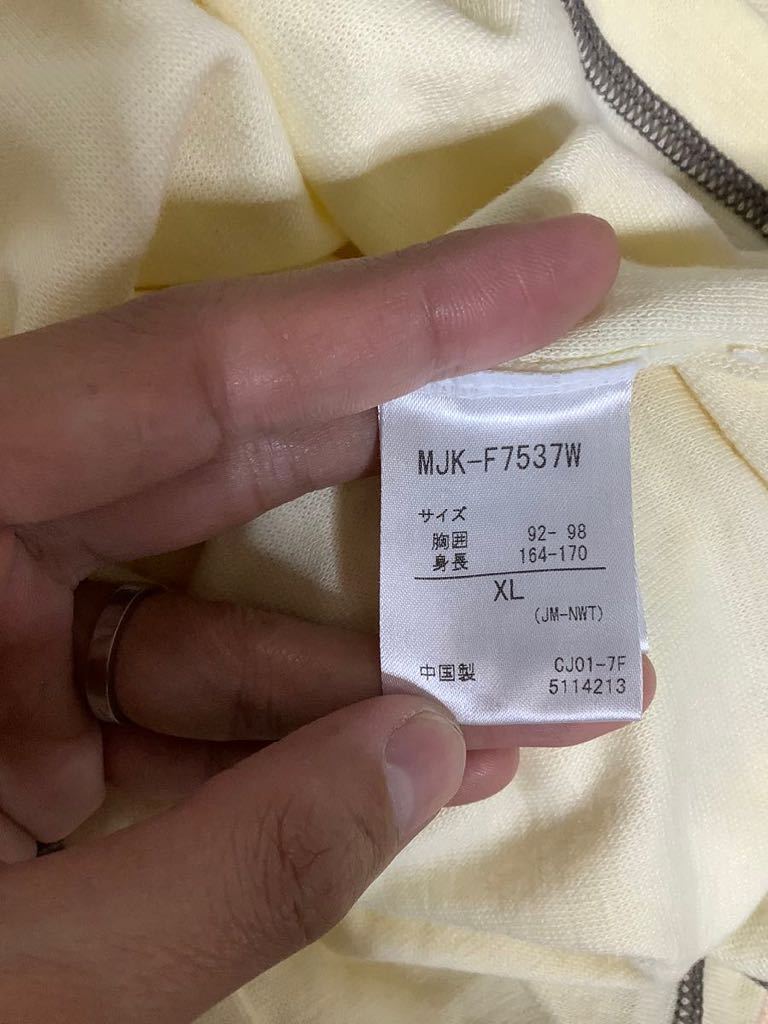 MJK-F7537W
サイズ
胸囲 92- 98
身長 164-170
XL
(JM-NWT)
中国製 CJ01-7F
5114213